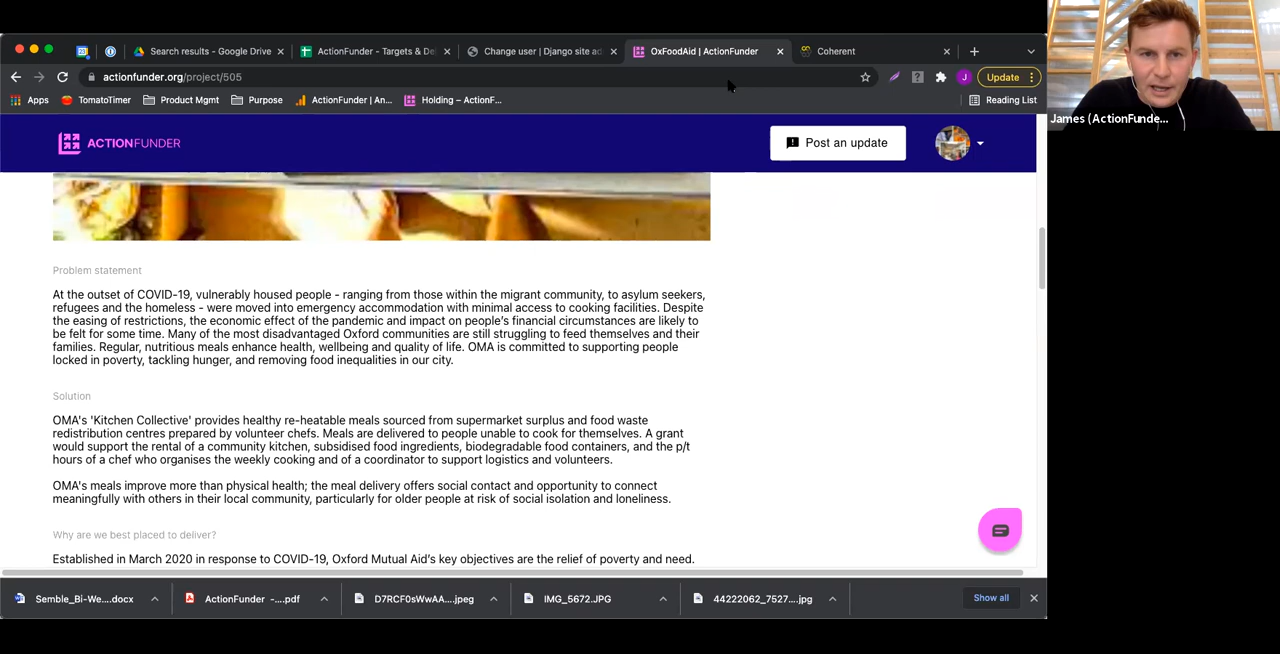 Search results - Google Drive
ActionFunder - Targets & De
Change user | Django site ad
OxFoodAid | ActionFunder
Coherent
actionfunder.org/project/505
J
Update
Apps
TomatoTimer
Product Mgmt
Purpose
ActionFunder | An...
Holding – ActionF...
Reading List
James (ActionFunde...
ACTIONFUNDER
Post an update
Problem statement
At the outset of COVID-19, vulnerably housed people - ranging from those within the migrant community, to asylum seekers,
refugees and the homeless - were moved into emergency accommodation with minimal access to cooking facilities. Despite
the easing of restrictions, the economic effect of the pandemic and impact on people's financial circumstances are likely to
be felt for some time. Many of the most disadvantaged Oxford communities are still struggling to feed themselves and their
families. Regular, nutritious meals enhance health, wellbeing and quality of life. OMA is committed to supporting people
locked in poverty, tackling hunger, and removing food inequalities in our city.
Solution
OMA's 'Kitchen Collective' provides healthy re-heatable meals sourced from supermarket surplus and food waste
redistribution centres prepared by volunteer chefs. Meals are delivered to people unable to cook for themselves. A grant
would support the rental of a community kitchen, subsidised food ingredients, biodegradable food containers, and the p/t
hours of a chef who organises the weekly cooking and of a coordinator to support logistics and volunteers.
OMA's meals improve more than physical health; the meal delivery offers social contact and opportunity to connect
meaningfully with others in their local community, particularly for older people at risk of social isolation and loneliness.
Why are we best placed to deliver?
Established in March 2020 in response to COVID-19, Oxford Mutual Aid's key objectives are the relief of poverty and need.
Semble_Bi-We....docx
ActionFunder -....pdf
D7RCF0sWwAA....jpeg
IMG_5672.JPG
44222062_7527....jpg
Show all